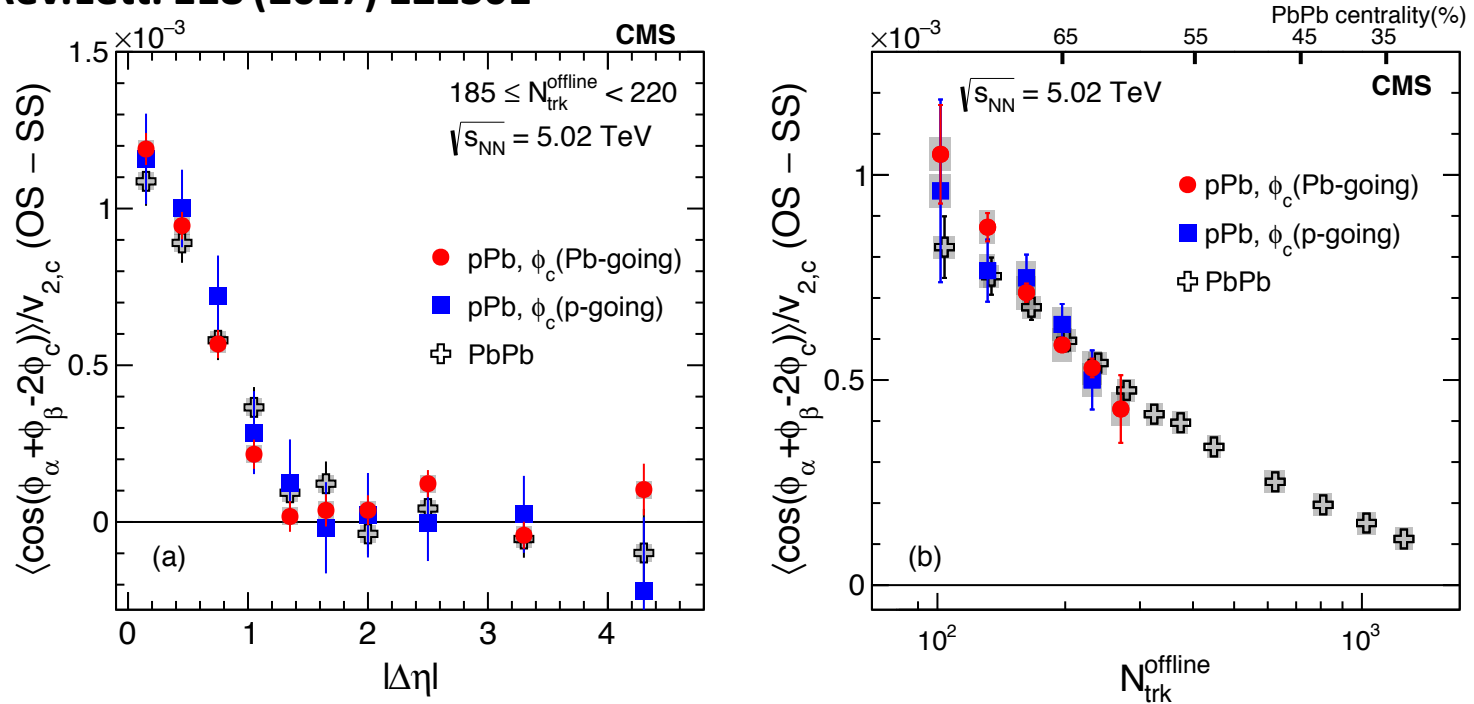 Rev.Lett. 118 (2017) 122301
×10⁻³
CMS
185 ≤ N_trk^offline < 220
√s_NN = 5.02 TeV
pPb, ϕ_c(Pb-going)
pPb, ϕ_c(p-going)
PbPb
(a)
⟨cos(ϕ_α+ϕ_β-2ϕ_c)⟩/v_2,c (OS − SS)
1.5
1
0.5
0
0 1 2 3 4
|Δη|
PbPb centrality(%)
65 55 45 35
×10⁻³
√s_NN = 5.02 TeV
CMS
pPb, ϕ_c(Pb-going)
pPb, ϕ_c(p-going)
PbPb
(b)
⟨cos(ϕ_α+ϕ_β-2ϕ_c)⟩/v_2,c (OS − SS)
1
0.5
0
10² 10³
N_trk^offline